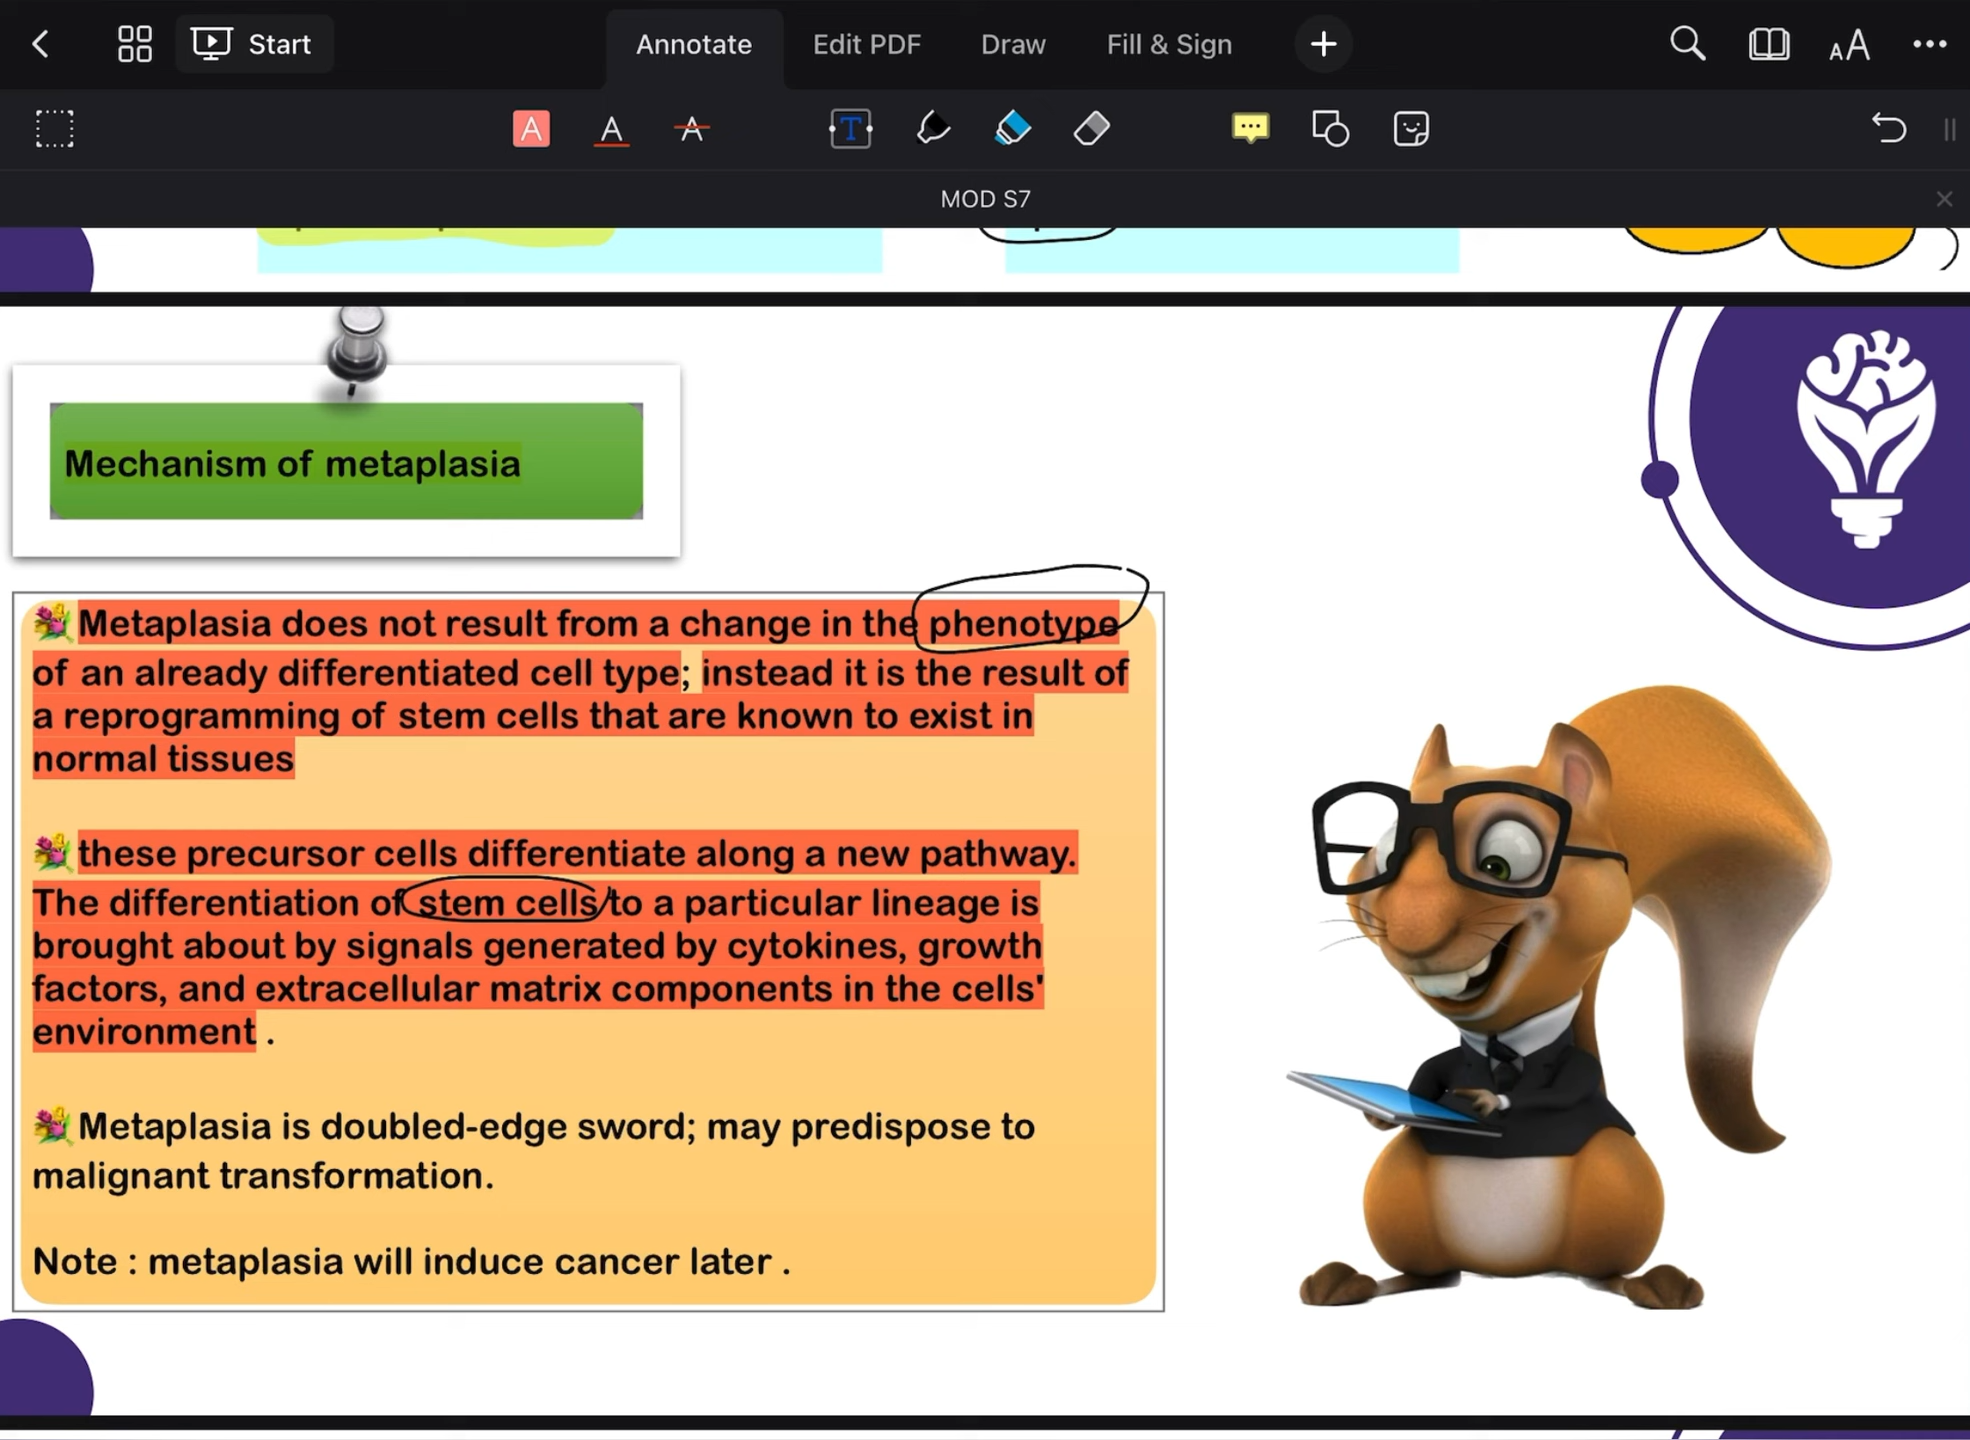 Start
Annotate
Edit PDF
Draw
Fill & Sign
AA
A
A
A
T
MOD S7
Mechanism of metaplasia
Metaplasia does not result from a change in the phenotype
of an already differentiated cell type; instead it is the result of
a reprogramming of stem cells that are known to exist in
normal tissues
these precursor cells differentiate along a new pathway.
The differentiation of stem cells to a particular lineage is
brought about by signals generated by cytokines, growth
factors, and extracellular matrix components in the cells'
environment .
Metaplasia is doubled-edge sword; may predispose to
malignant transformation.
Note : metaplasia will induce cancer later .